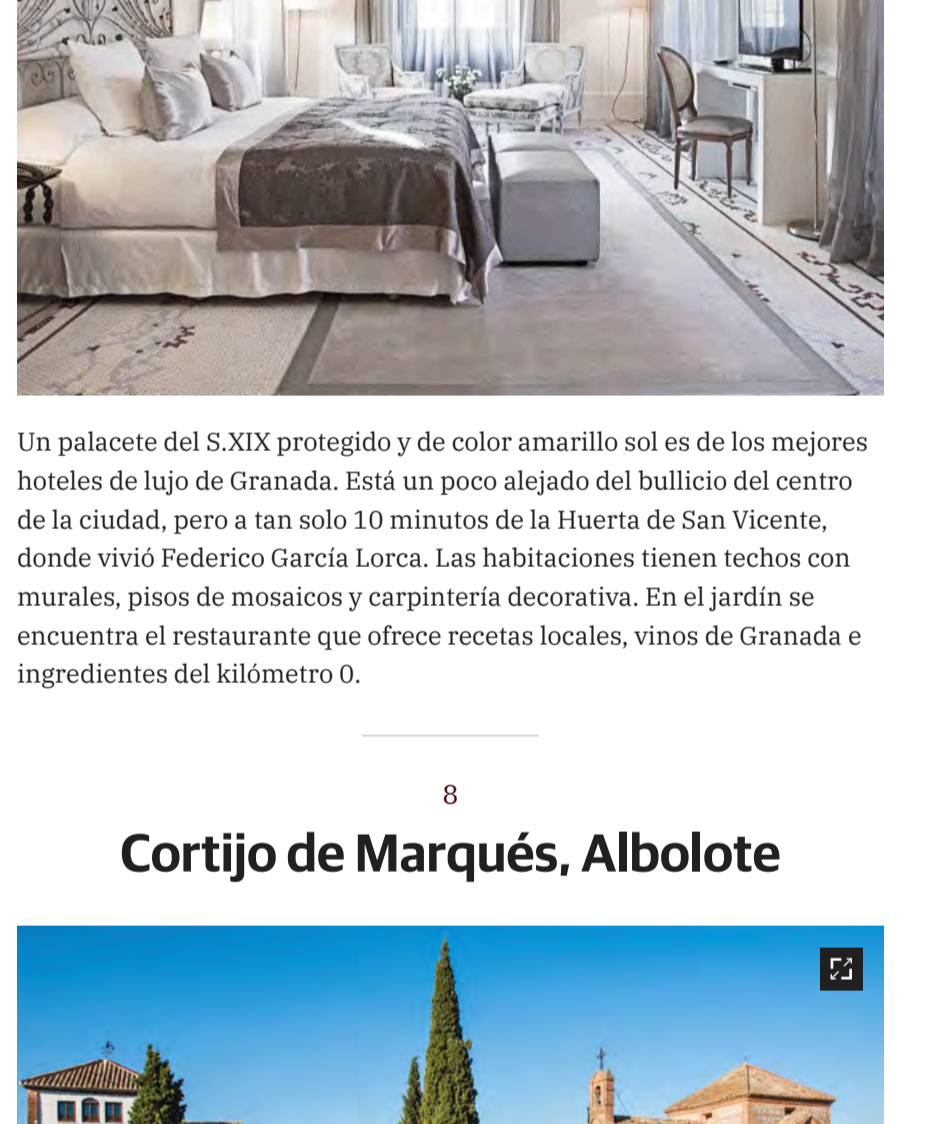 Un palacete del S.XIX protegido y de color amarillo sol es de los mejores
hoteles de lujo de Granada. Está un poco alejado del bullicio del centro
de la ciudad, pero a tan solo 10 minutos de la Huerta de San Vicente,
donde vivió Federico García Lorca. Las habitaciones tienen techos con
murales, pisos de mosaicos y carpintería decorativa. En el jardín se
encuentra el restaurante que ofrece recetas locales, vinos de Granada e
ingredientes del kilómetro 0.
8
Cortijo de Marqués, Albolote